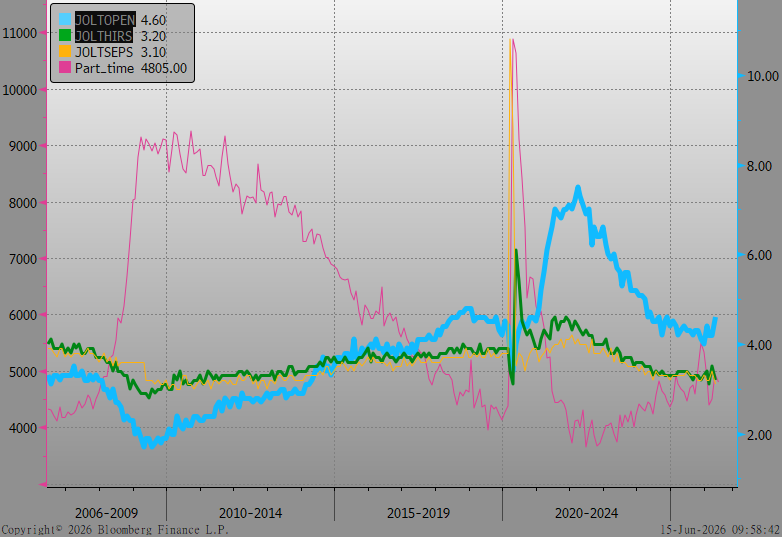 JOLTOPEN 4.60
JOLTHIRS 3.20
JOLTSEPS 3.10
Part_time 4805.00
11000
10000
9000
8000
7000
6000
5000
4000
10.00
8.00
6.00
4.00
2.00
2006-2009 2010-2014 2015-2019 2020-2024
Copyright© 2026 Bloomberg Finance L.P. 15-Jun-2026 09:58:42